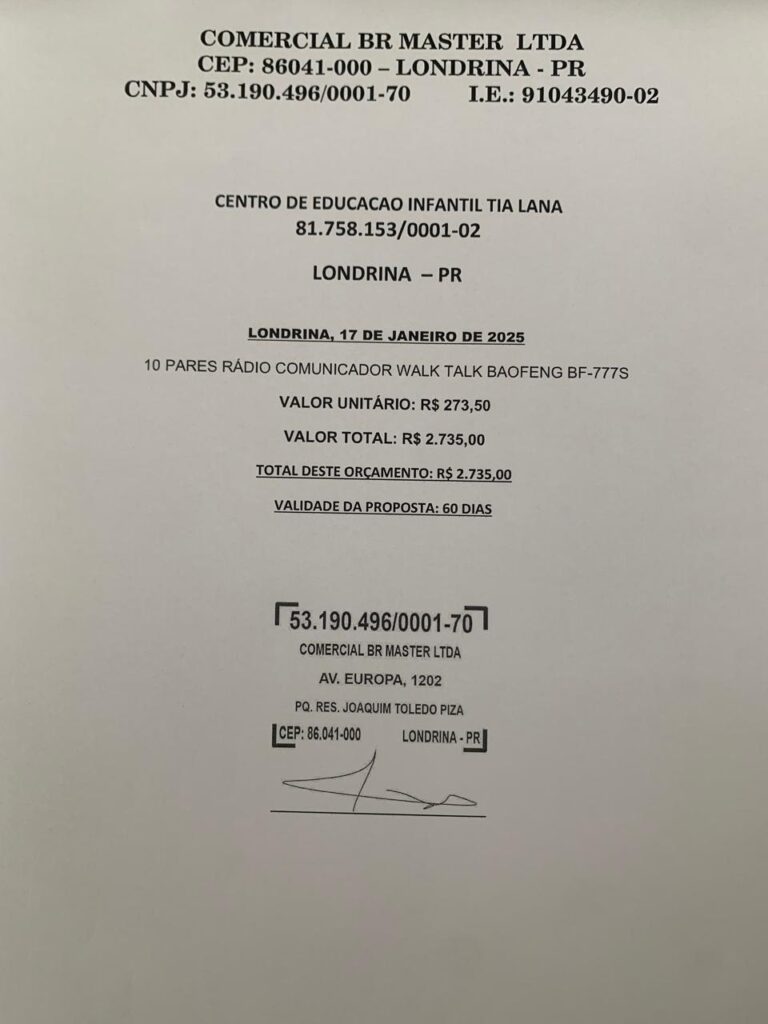 COMERCIAL BR MASTER LTDA
CEP: 86041-000 – LONDRINA - PR
CNPJ: 53.190.496/0001-70 I.E.: 91043490-02
CENTRO DE EDUCACAO INFANTIL TIA LANA
81.758.153/0001-02
LONDRINA – PR
LONDRINA, 17 DE JANEIRO DE 2025
10 PARES RÁDIO COMUNICADOR WALK TALK BAOFENG BF-777S
VALOR UNITÁRIO: R$ 273,50
VALOR TOTAL: R$ 2.735,00
TOTAL DESTE ORÇAMENTO: R$ 2.735,00
VALIDADE DA PROPOSTA: 60 DIAS
53.190.496/0001-70
COMERCIAL BR MASTER LTDA
AV. EUROPA, 1202
PQ. RES. JOAQUIM TOLEDO PIZA
CEP: 86.041-000 LONDRINA - PR